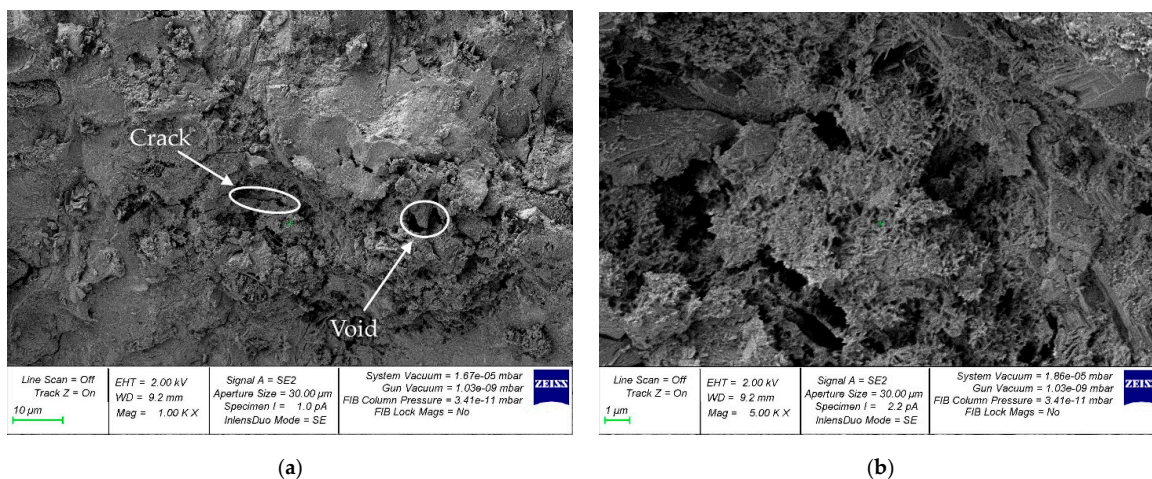 Crack
Void
Line Scan = Off
Track Z = On
10 µm
EHT = 2.00 kV
WD = 9.2 mm
Mag = 1.00 K X
Signal A = SE2
Aperture Size = 30.00 µm
Specimen I = 1.0 pA
InlensDuo Mode = SE
System Vacuum = 1.67e-05 mbar
Gun Vacuum = 1.03e-09 mbar
FIB Column Pressure = 3.41e-11 mbar
FIB Lock Mags = No
ZEISS
(a)
Line Scan = Off
Track Z = On
1 µm
EHT = 2.00 kV
WD = 9.2 mm
Mag = 5.00 K X
Signal A = SE2
Aperture Size = 30.00 µm
Specimen I = 2.2 pA
InlensDuo Mode = SE
System Vacuum = 1.86e-05 mbar
Gun Vacuum = 1.03e-09 mbar
FIB Column Pressure = 3.41e-11 mbar
FIB Lock Mags = No
ZEISS
(b)